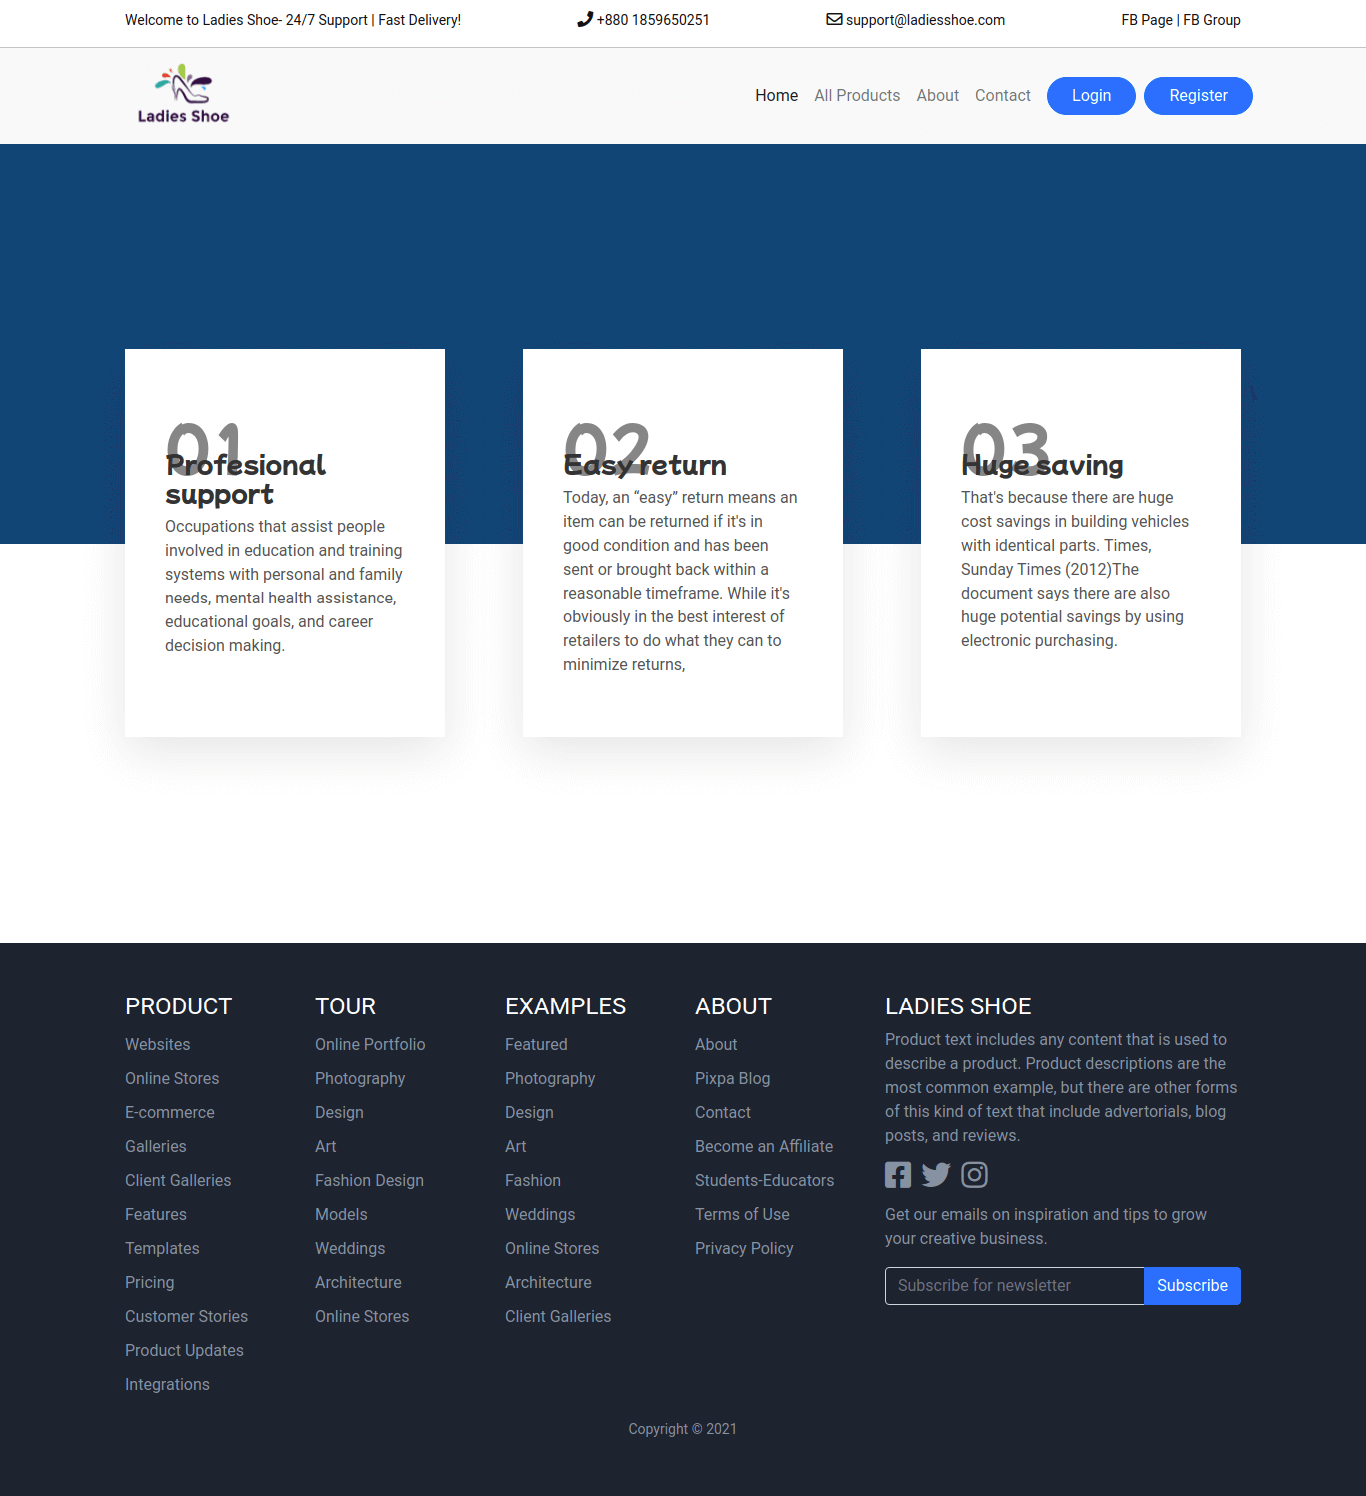 Welcome to Ladies Shoe- 24/7 Support | Fast Delivery!
+880 1859650251
support@ladiesshoe.com
FB Page | FB Group
Ladies Shoe
Home
All Products
About
Contact
Login
Register
01
Profesional
support
Occupations that assist people
involved in education and training
systems with personal and family
needs, mental health assistance,
educational goals, and career
decision making.
02
Easy return
Today, an “easy” return means an
item can be returned if it's in
good condition and has been
sent or brought back within a
reasonable timeframe. While it's
obviously in the best interest of
retailers to do what they can to
minimize returns,
03
Huge saving
That's because there are huge
cost savings in building vehicles
with identical parts. Times,
Sunday Times (2012)The
document says there are also
huge potential savings by using
electronic purchasing.
PRODUCT
Websites
Online Stores
E-commerce
Galleries
Client Galleries
Features
Templates
Pricing
Customer Stories
Product Updates
Integrations
TOUR
Online Portfolio
Photography
Design
Art
Fashion Design
Models
Weddings
Architecture
Online Stores
EXAMPLES
Featured
Photography
Design
Art
Fashion
Weddings
Online Stores
Architecture
Client Galleries
ABOUT
About
Pixpa Blog
Contact
Become an Affiliate
Students-Educators
Terms of Use
Privacy Policy
LADIES SHOE
Product text includes any content that is used to
describe a product. Product descriptions are the
most common example, but there are other forms
of this kind of text that include advertorials, blog
posts, and reviews.
Get our emails on inspiration and tips to grow
your creative business.
Subscribe for newsletter
Subscribe
Copyright © 2021